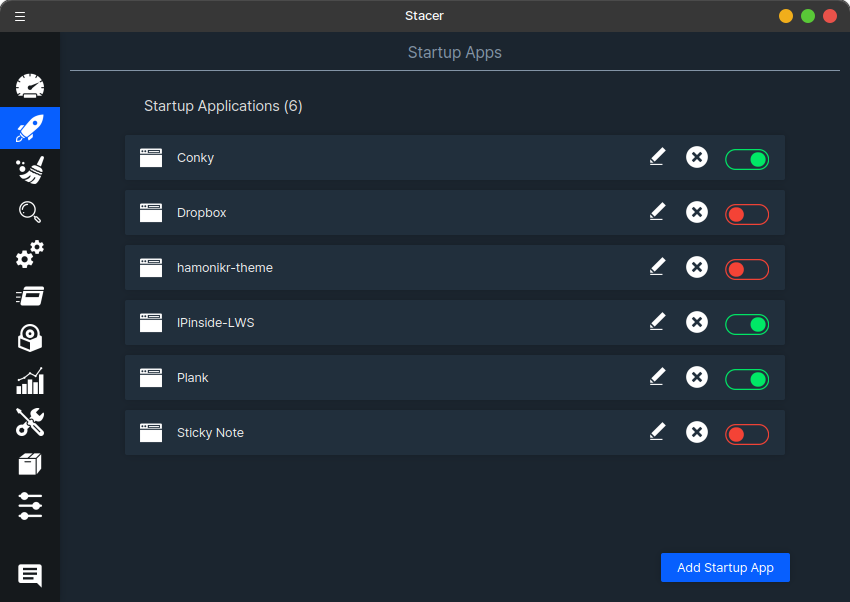 Stacer
Startup Apps
Startup Applications (6)
Conky
Dropbox
hamonikr-theme
IPinside-LWS
Plank
Sticky Note
Add Startup App